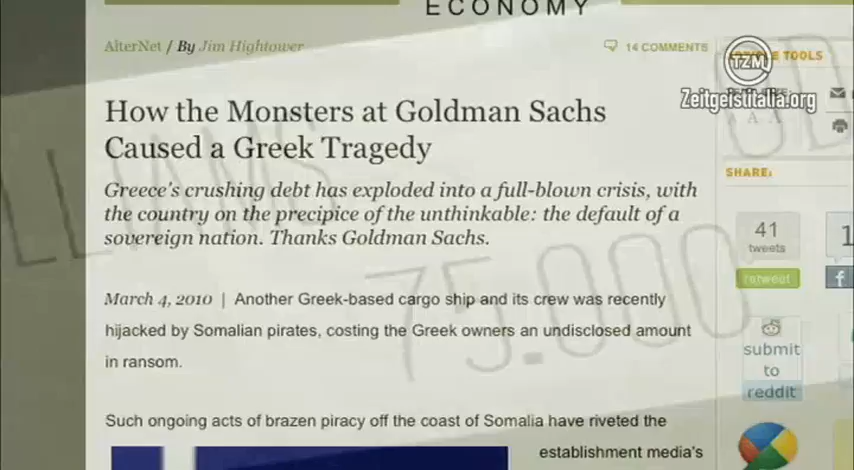 ECONOMY
AlterNet / By Jim Hightower
14 COMMENTS
TOOLS
TZM
Zeitgeistitalia.org
A A A
How the Monsters at Goldman Sachs
Caused a Greek Tragedy
Greece's crushing debt has exploded into a full-blown crisis, with
the country on the precipice of the unthinkable: the default of a
sovereign nation. Thanks Goldman Sachs.
SHARE:
41
tweets
retweet
1
f
March 4, 2010 | Another Greek-based cargo ship and its crew was recently
hijacked by Somalian pirates, costing the Greek owners an undisclosed amount
in ransom.
submit
to
reddit
Such ongoing acts of brazen piracy off the coast of Somalia have riveted the
establishment media's
LLIAMS
75.000